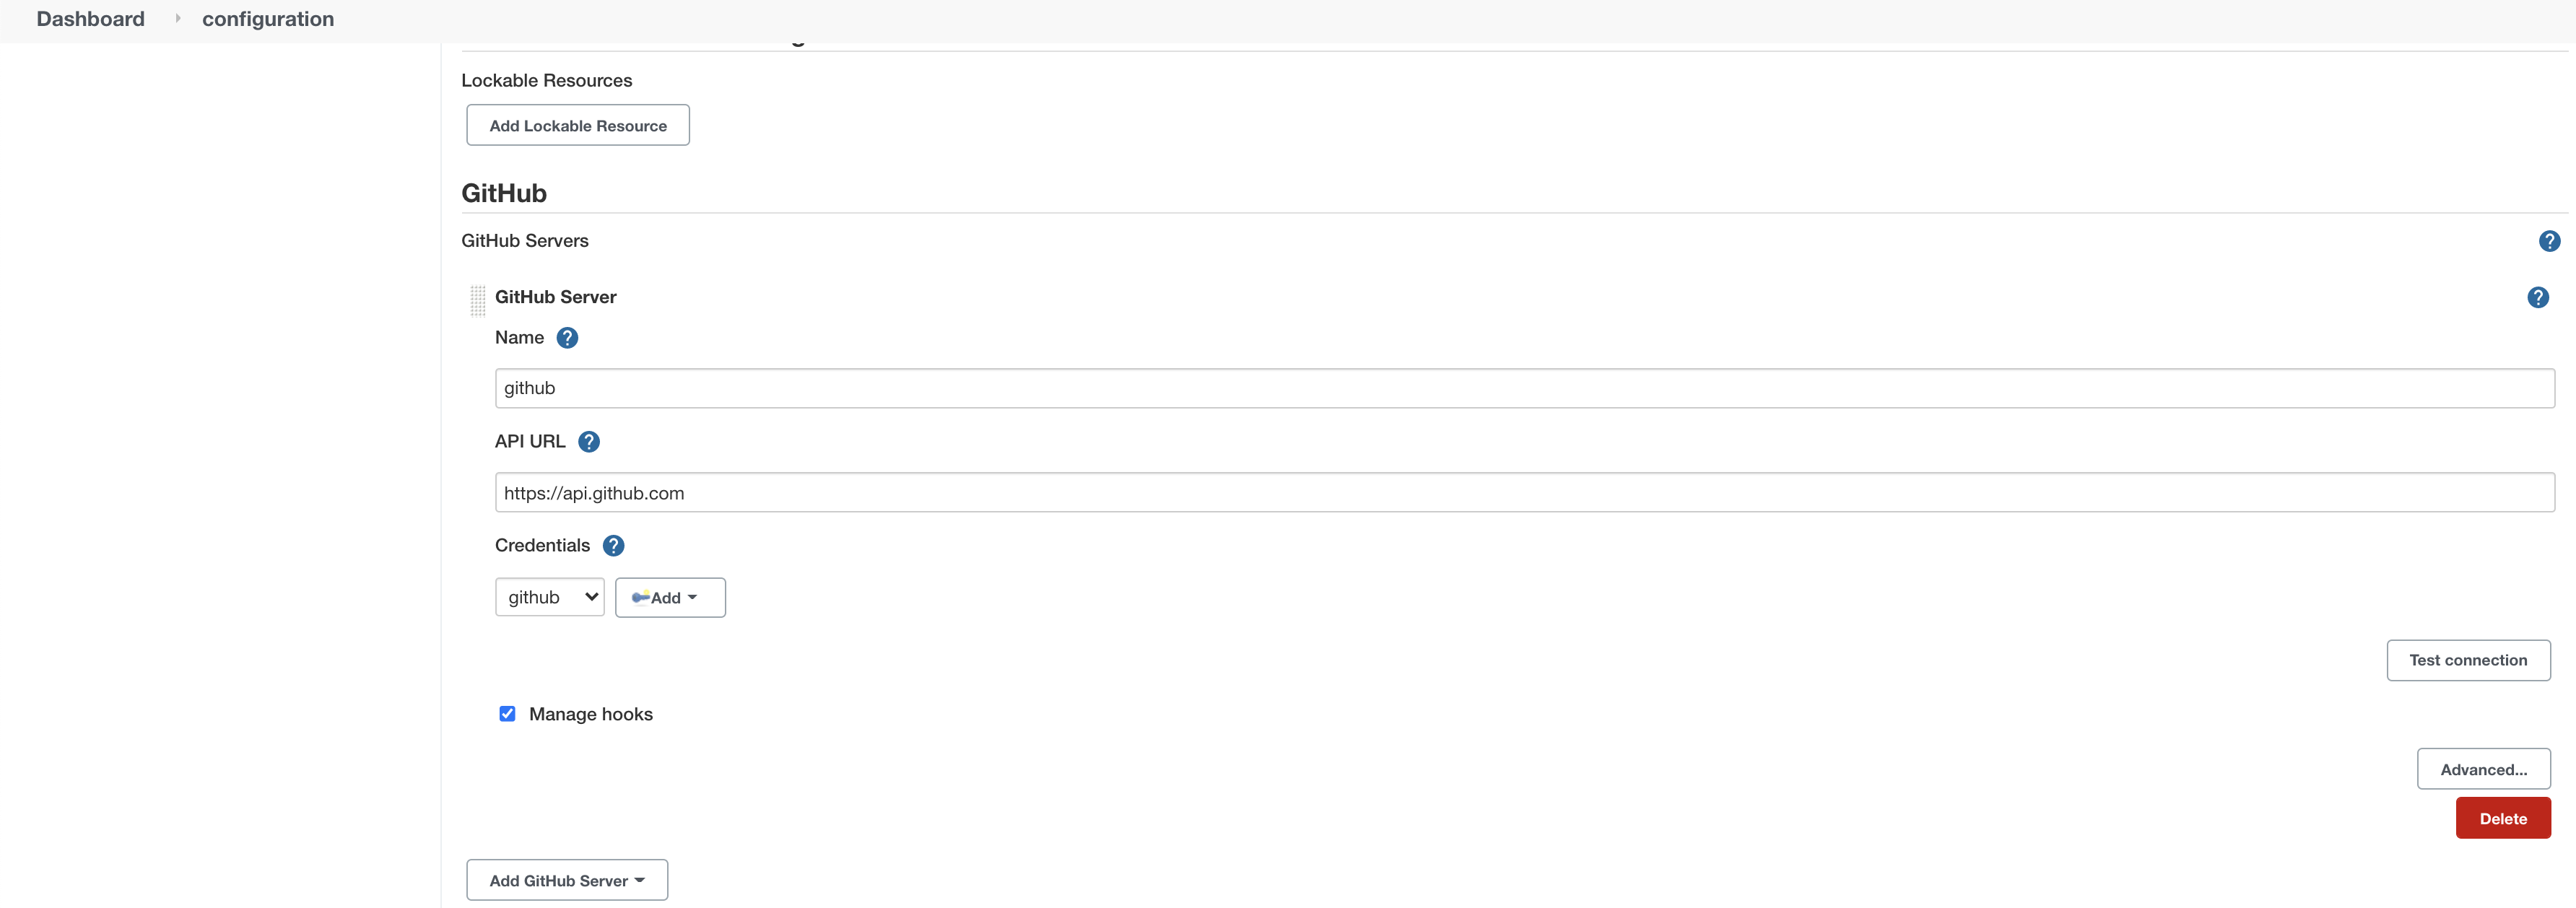 Dashboard configuration
Lockable Resources
Add Lockable Resource
GitHub
GitHub Servers
?
GitHub Server
?
Name ?
github
API URL ?
https://api.github.com
Credentials ?
github Add
Test connection
Manage hooks
Advanced...
Delete
Add GitHub Server